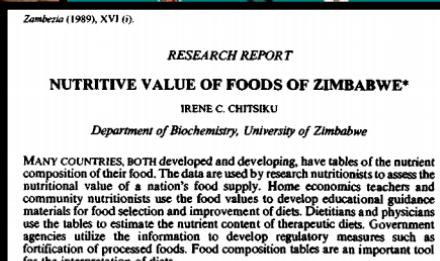 Zambezia (1989), XVI (i).
RESEARCH REPORT
NUTRITIVE VALUE OF FOODS OF ZIMBABWE*
IRENE C. CHITSIKU
Department of Biochemistry, University of Zimbabwe
MANY COUNTRIES, BOTH developed and developing, have tables of the nutrient
composition of their food. The data are used by research nutritionists to assess the
nutritional value of a nation's food supply. Home economics teachers and
community nutritionists use the food values to develop educational guidance
materials for food selection and improvement of diets. Dietitians and physicians
use the tables to estimate the nutrient content of therapeutic diets. Government
agencies utilize the information to develop regulatory measures such as
fortification of processed foods. Food composition tables are an important tool
for the interpretation of diets